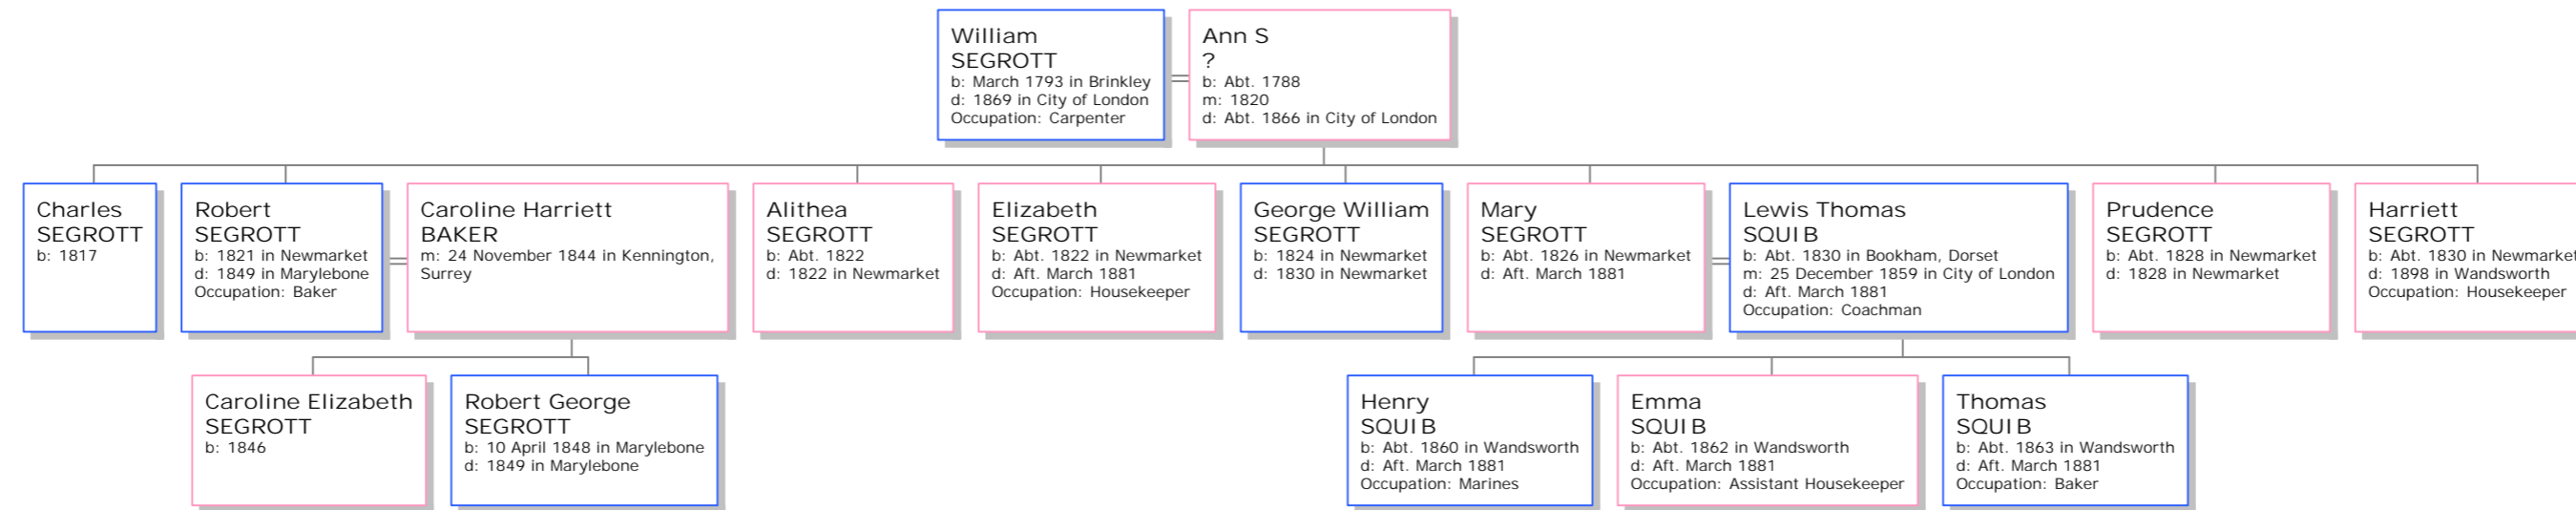 William
SEGROTT
b: March 1793 in Brinkley
d: 1869 in City of London
Occupation: Carpenter
Ann S
?
b: Abt. 1788
m: 1820
d: Abt. 1866 in City of London
Charles
SEGROTT
b: 1817
Robert
SEGROTT
b: 1821 in Newmarket
d: 1849 in Marylebone
Occupation: Baker
Caroline Harriett
BAKER
m: 24 November 1844 in Kennington,
Surrey
Alithea
SEGROTT
b: Abt. 1822
d: 1822 in Newmarket
Elizabeth
SEGROTT
b: Abt. 1822 in Newmarket
d: Aft. March 1881
Occupation: Housekeeper
George William
SEGROTT
b: 1824 in Newmarket
d: 1830 in Newmarket
Mary
SEGROTT
b: Abt. 1826 in Newmarket
d: Aft. March 1881
Lewis Thomas
SQUIB
b: Abt. 1830 in Bookham, Dorset
m: 25 December 1859 in City of London
d: Aft. March 1881
Occupation: Coachman
Prudence
SEGROTT
b: Abt. 1828 in Newmarket
d: 1828 in Newmarket
Harriett
SEGROTT
b: Abt. 1830 in Newmarket
d: 1898 in Wandsworth
Occupation: Housekeeper
Caroline Elizabeth
SEGROTT
b: 1846
Robert George
SEGROTT
b: 10 April 1848 in Marylebone
d: 1849 in Marylebone
Henry
SQUIB
b: Abt. 1860 in Wandsworth
d: Aft. March 1881
Occupation: Marines
Emma
SQUIB
b: Abt. 1862 in Wandsworth
d: Aft. March 1881
Occupation: Assistant Housekeeper
Thomas
SQUIB
b: Abt. 1863 in Wandsworth
d: Aft. March 1881
Occupation: Baker